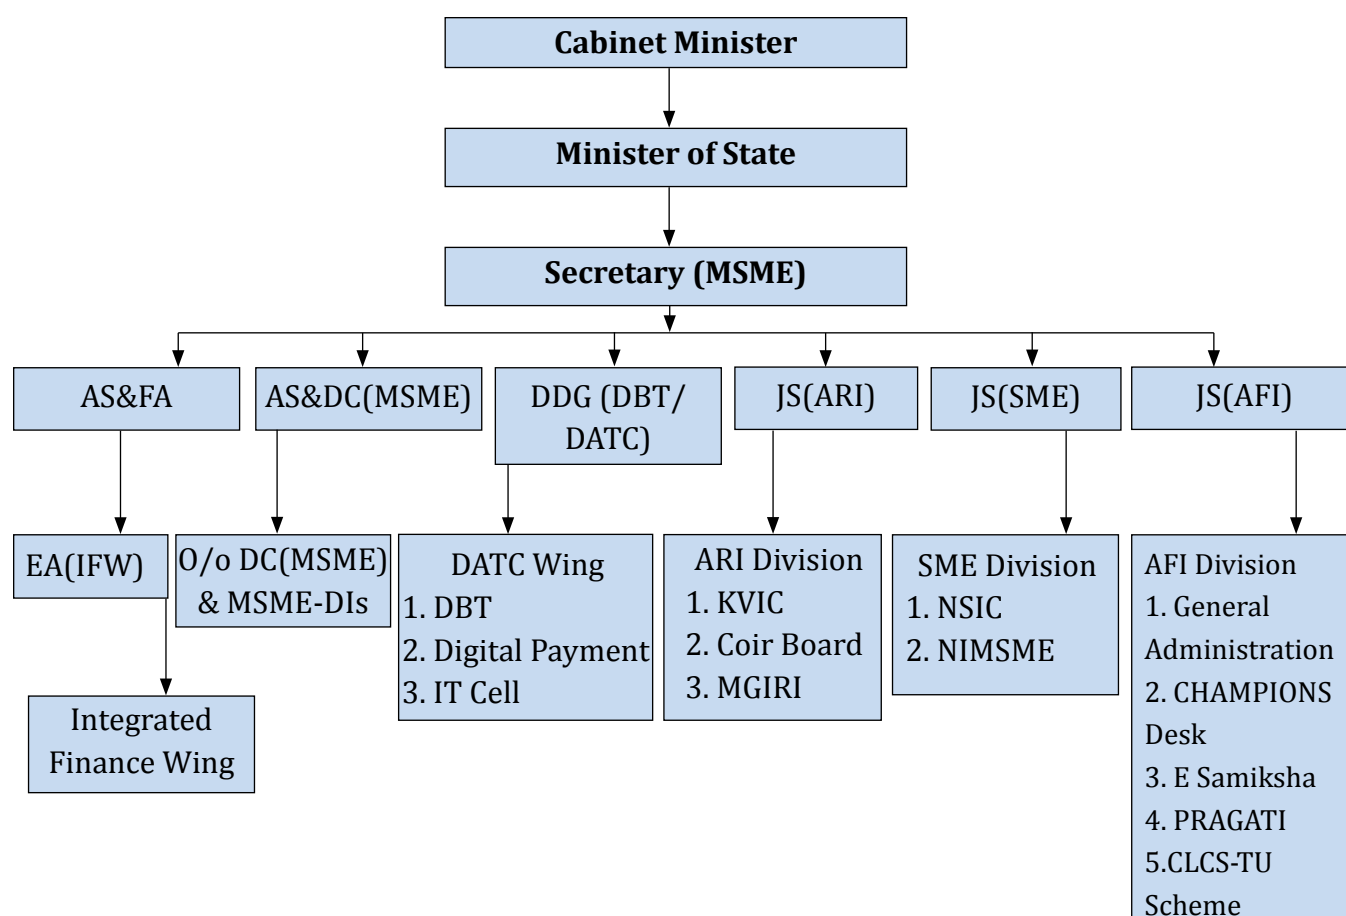 Cabinet Minister
Minister of State
Secretary (MSME)
AS&FA
AS&DC(MSME)
DDG (DBT/
DATC)
JS(ARI)
JS(SME)
JS(AFI)
EA(IFW)
O/o DC(MSME)
& MSME-DIs
DATC Wing
1. DBT
2. Digital Payment
3. IT Cell
ARI Division
1. KVIC
2. Coir Board
3. MGIRI
SME Division
1. NSIC
2. NIMSME
AFI Division
1. General
Administration
2. CHAMPIONS
Desk
3. E Samiksha
4. PRAGATI
5.CLCS-TU
Scheme
Integrated
Finance Wing